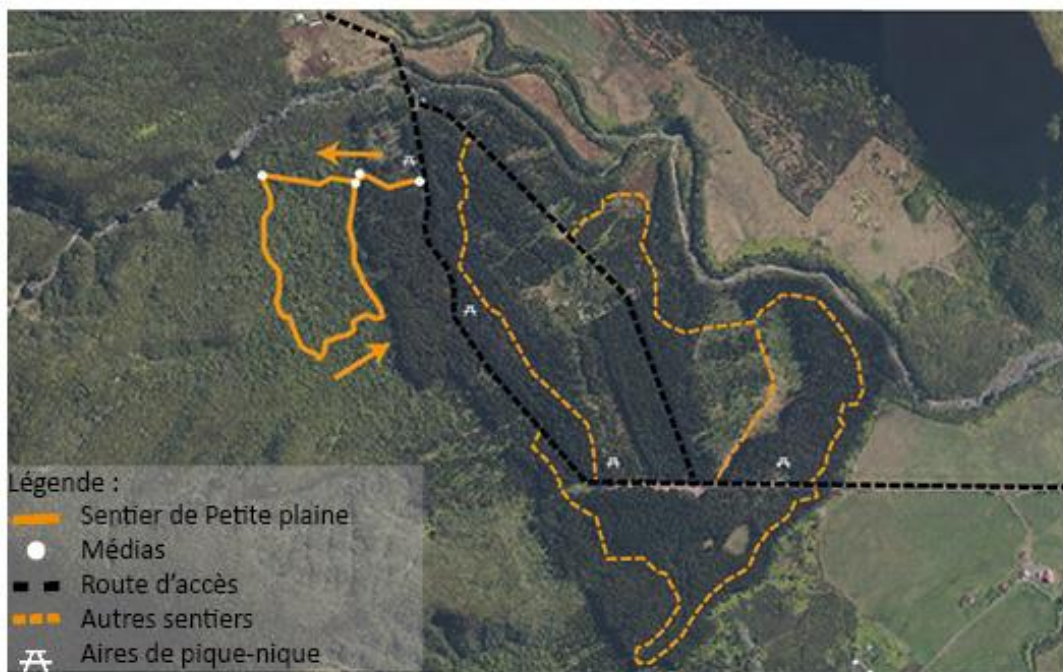 Légende :
Sentier de Petite plaine
Médias
Route d'accès
Autres sentiers
Aires de pique-nique